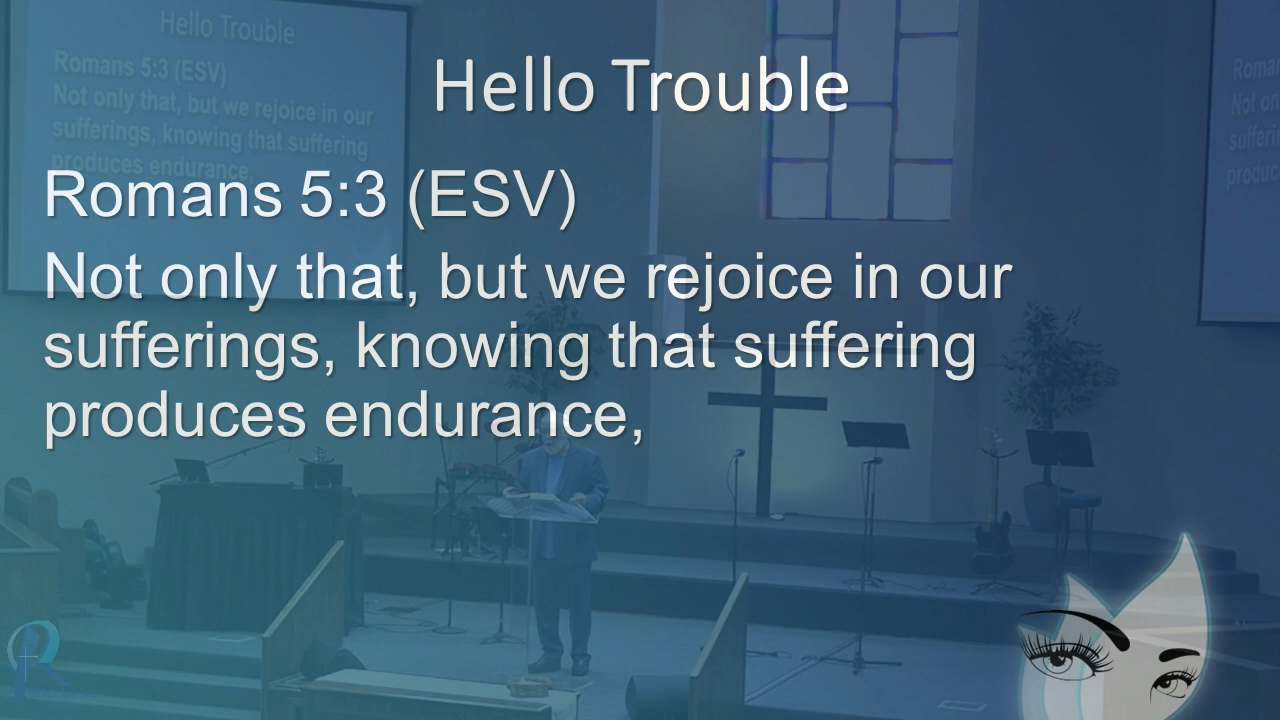 Hello Trouble
Romans 5:3 (ESV)
Not only that, but we rejoice in our
sufferings, knowing that suffering
produces endurance,
Hello Trouble
Romans 5:3 (ESV)
Not only that, but we rejoice in our
sufferings, knowing that suffering
produces endurance,